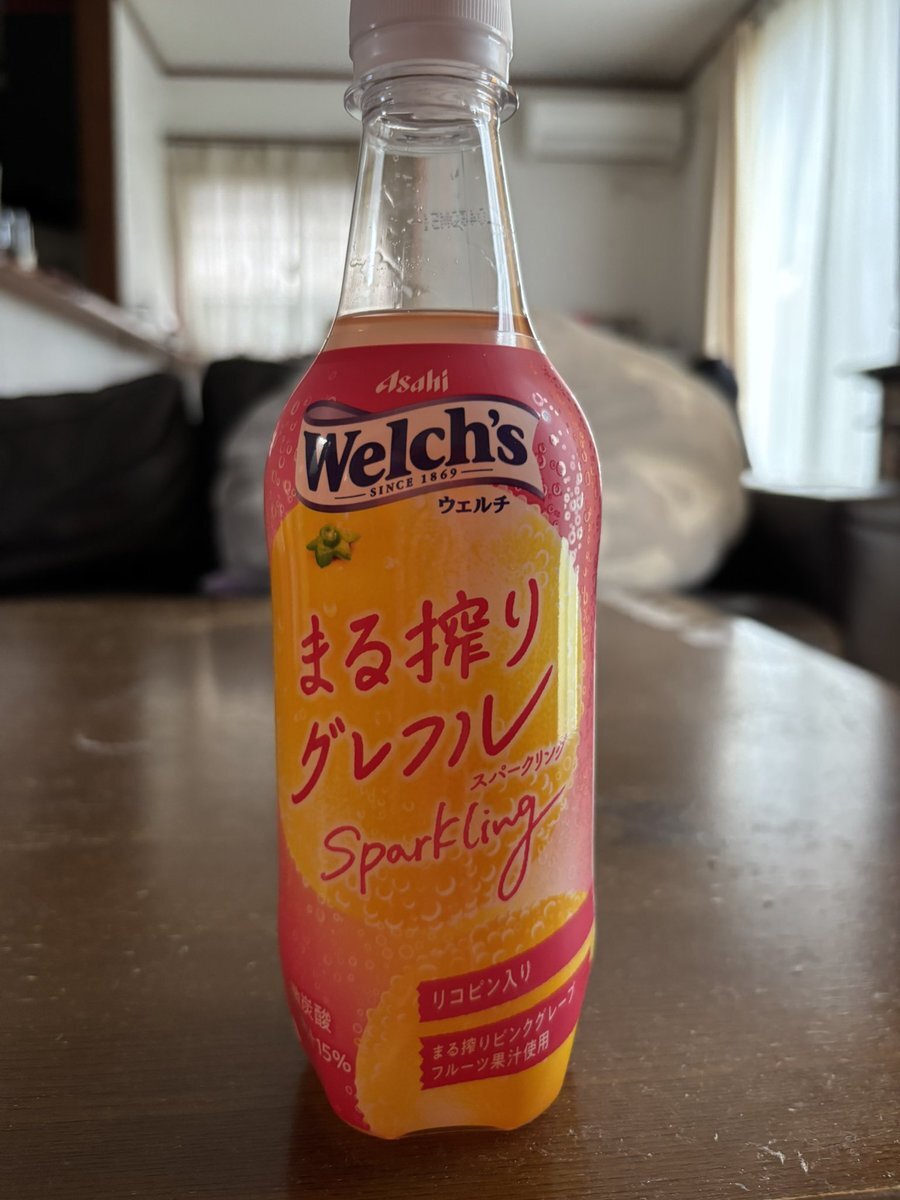 Asahi
Welch's
SINCE 1869
ウェルチ
まる搾り
グレフル
スパークリング
Sparkling
リコピン入り
まる搾りピンクグレープ
フルーツ果汁使用
炭酸
15%